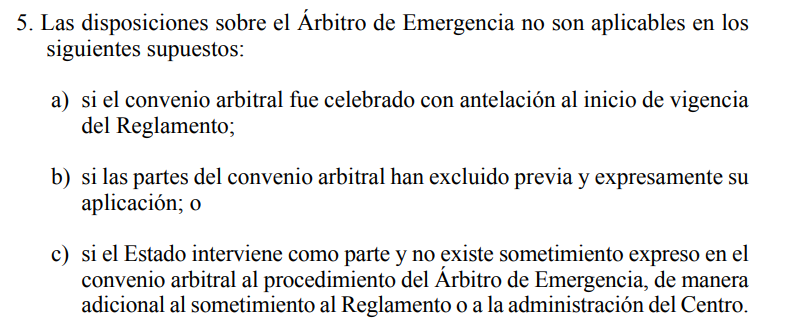 5. Las disposiciones sobre el Árbitro de Emergencia no son aplicables en los
siguientes supuestos:
a) si el convenio arbitral fue celebrado con antelación al inicio de vigencia
del Reglamento;
b) si las partes del convenio arbitral han excluido previa y expresamente su
aplicación; o
c) si el Estado interviene como parte y no existe sometimiento expreso en el
convenio arbitral al procedimiento del Árbitro de Emergencia, de manera
adicional al sometimiento al Reglamento o a la administración del Centro.